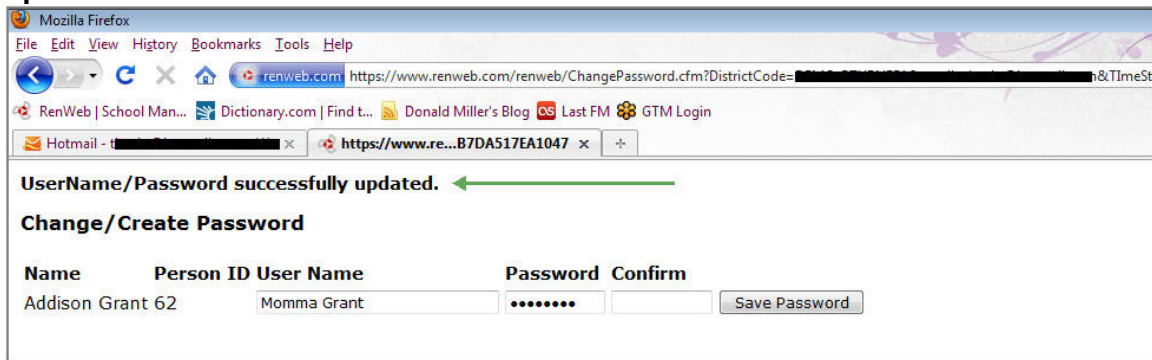 Mozilla Firefox
File Edit View History Bookmarks Tools Help
renweb.com https://www.renweb.com/renweb/ChangePassword.cfm?DistrictCode= h&TImeSt
RenWeb | School Man... Dictionary.com | Find t... Donald Miller's Blog Last FM GTM Login
Hotmail - t https://www.re...B7DA517EA1047
UserName/Password successfully updated.
Change/Create Password
Name Person ID User Name Password Confirm
Addison Grant 62 Momma Grant •••••••• Save Password